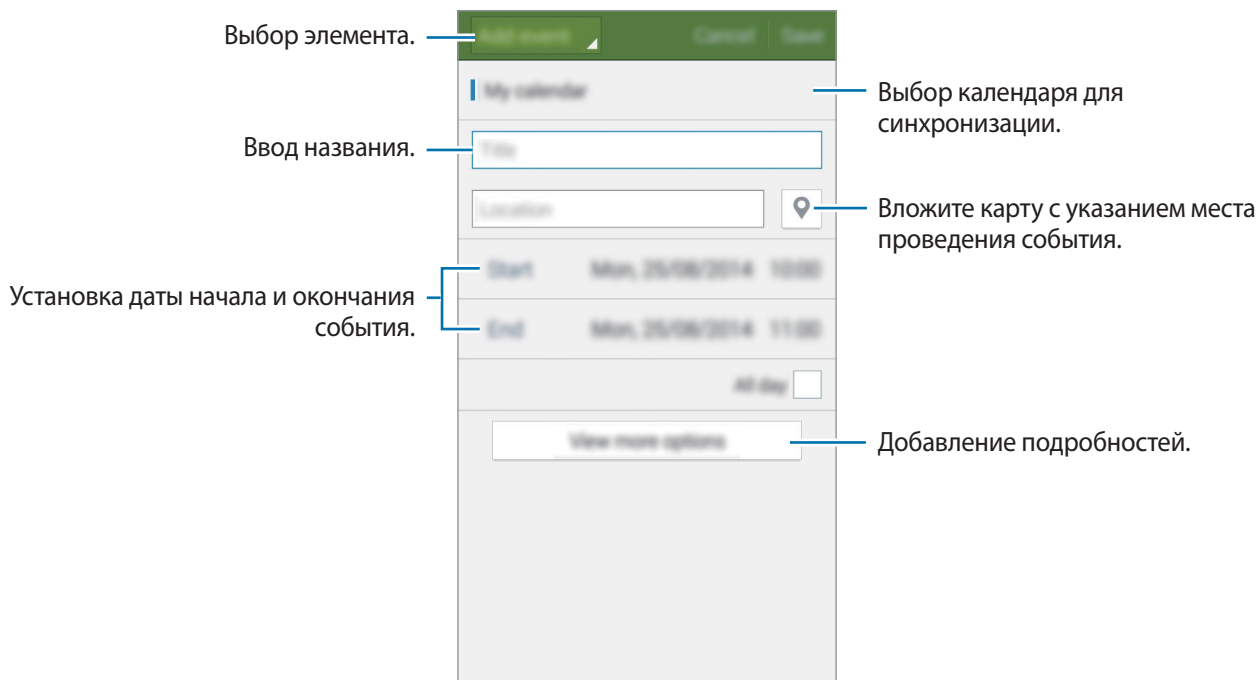 Выбор элемента.
Add event
Cancel
Save
My calendar
Выбор календаря для
синхронизации.
Ввод названия.
Title
Location
Вложите карту с указанием места
проведения события.
Установка даты начала и окончания
события.
Start Mon, 25/08/2014 10:00
End Mon, 25/08/2014 11:00
All day
View more options
Добавление подробностей.